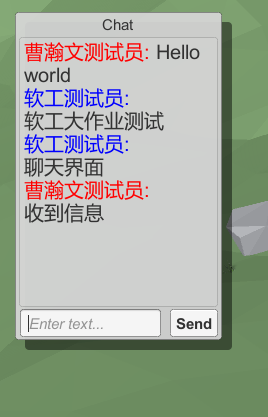 Chat
曹瀚文测试员: Hello
world
软工测试员:
软工大作业测试
软工测试员:
聊天界面
曹瀚文测试员:
收到信息
Enter text...
Send